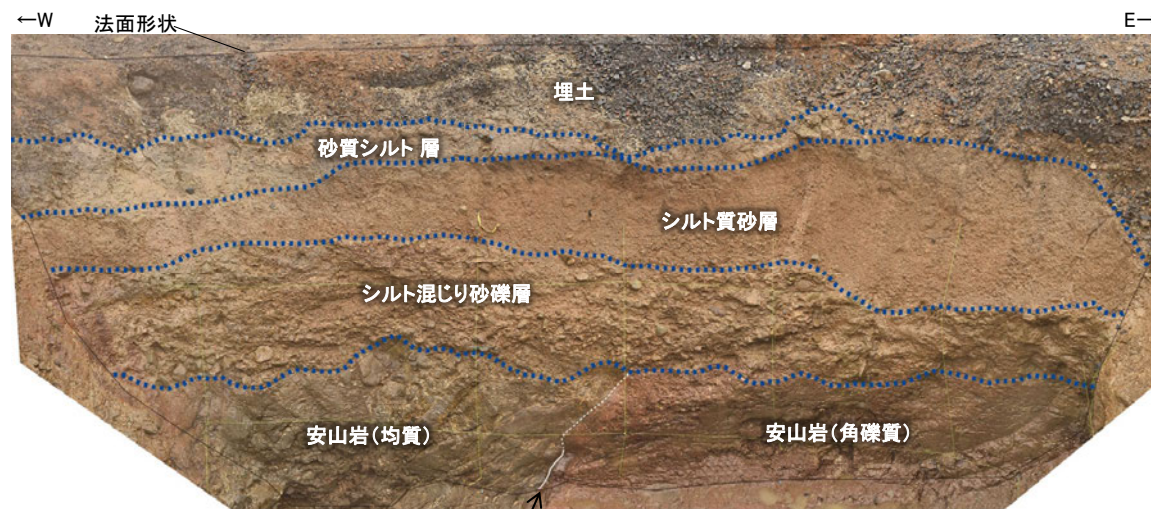 ←W
E—
法面形状
埋土
砂質シルト 層
シルト質砂層
シルト混じり砂礫層
安山岩（均質）
安山岩（角礫質）